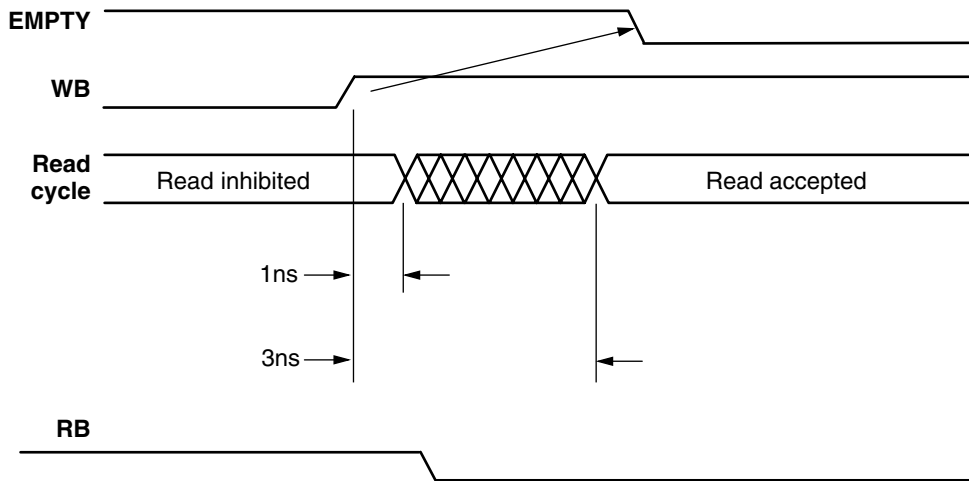 EMPTY
WB
Read
cycle
Read inhibited
Read accepted
1ns
3ns
RB